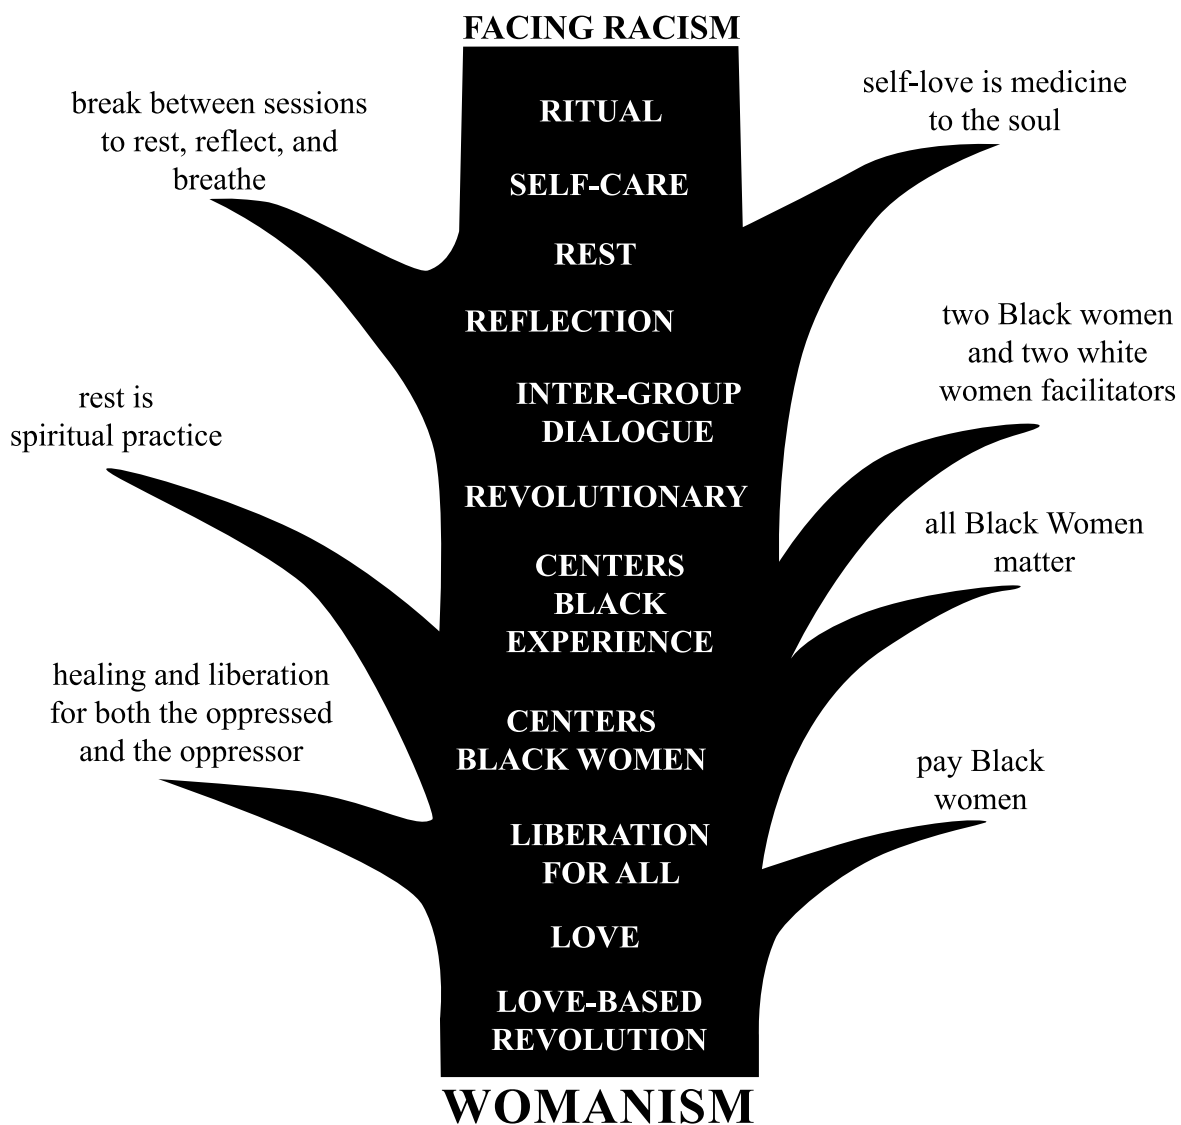 FACING RACISM
RITUAL
SELF-CARE
REST
REFLECTION
INTER-GROUP
DIALOGUE
REVOLUTIONARY
CENTERS
BLACK
EXPERIENCE
CENTERS
BLACK WOMEN
LIBERATION
FOR ALL
LOVE
LOVE-BASED
REVOLUTION
WOMANISM
break between sessions
to rest, reflect, and
breathe
rest is
spiritual practice
healing and liberation
for both the oppressed
and the oppressor
self-love is medicine
to the soul
two Black women
and two white
women facilitators
all Black Women
matter
pay Black
women